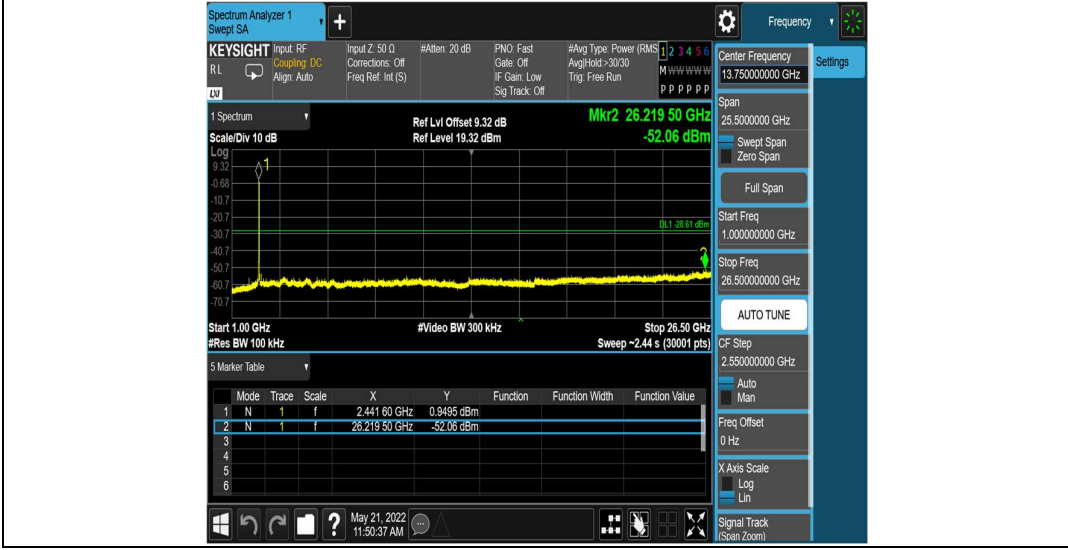 Spectrum Analyzer 1
Swept SA
Frequency
KEYSIGHT
RL
LXI
Input: RF
Coupling: DC
Align: Auto
Input Z: 50 Ω
Corrections: Off
Freq Ref: Int (S)
#Atten: 20 dB
PNO: Fast
Gate: Off
IF Gain: Low
Sig Track: Off
#Avg Type: Power (RMS
Avg|Hold:>30/30
Trig: Free Run
1 2 3 4 5 6
M W W W W W
P P P P P P
1 Spectrum
Scale/Div 10 dB
Ref Lvl Offset 9.32 dB
Ref Level 19.32 dBm
Mkr2 26.219 50 GHz
-52.06 dBm
Log
9.32
-0.68
-10.7
-20.7
-30.7
-40.7
-50.7
-60.7
-70.7
1
2
DL1 -28.61 dBm
Start 1.00 GHz
#Video BW 300 kHz
Stop 26.50 GHz
#Res BW 100 kHz
Sweep ~2.44 s (30001 pts)
5 Marker Table
Mode Trace Scale X Y Function Function Width Function Value
1 N 1 f 2.441 60 GHz 0.9495 dBm
2 N 1 f 26.219 50 GHz -52.06 dBm
3
4
5
6
May 21, 2022
11:50:37 AM
Center Frequency
13.750000000 GHz
Settings
Span
25.5000000 GHz
Swept Span
Zero Span
Full Span
Start Freq
1.000000000 GHz
Stop Freq
26.500000000 GHz
AUTO TUNE
CF Step
2.550000000 GHz
Auto
Man
Freq Offset
0 Hz
X Axis Scale
Log
Lin
Signal Track
(Span Zoom)